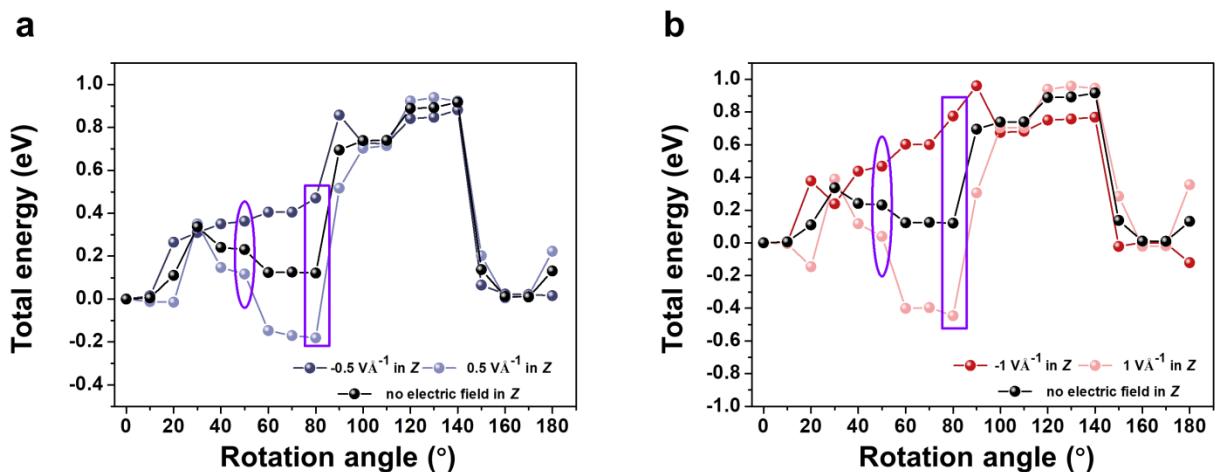 a
Total energy (eV)
1.0
0.8
0.6
0.4
0.2
0.0
-0.2
-0.4
0 20 40 60 80 100 120 140 160 180
Rotation angle (°)
-0.5 VÅ⁻¹ in Z 0.5 VÅ⁻¹ in Z
no electric field in Z
b
Total energy (eV)
1.0
0.8
0.6
0.4
0.2
0.0
-0.2
-0.4
-0.6
-0.8
-1.0
0 20 40 60 80 100 120 140 160 180
Rotation angle (°)
-1 VÅ⁻¹ in Z 1 VÅ⁻¹ in Z
no electric field in Z